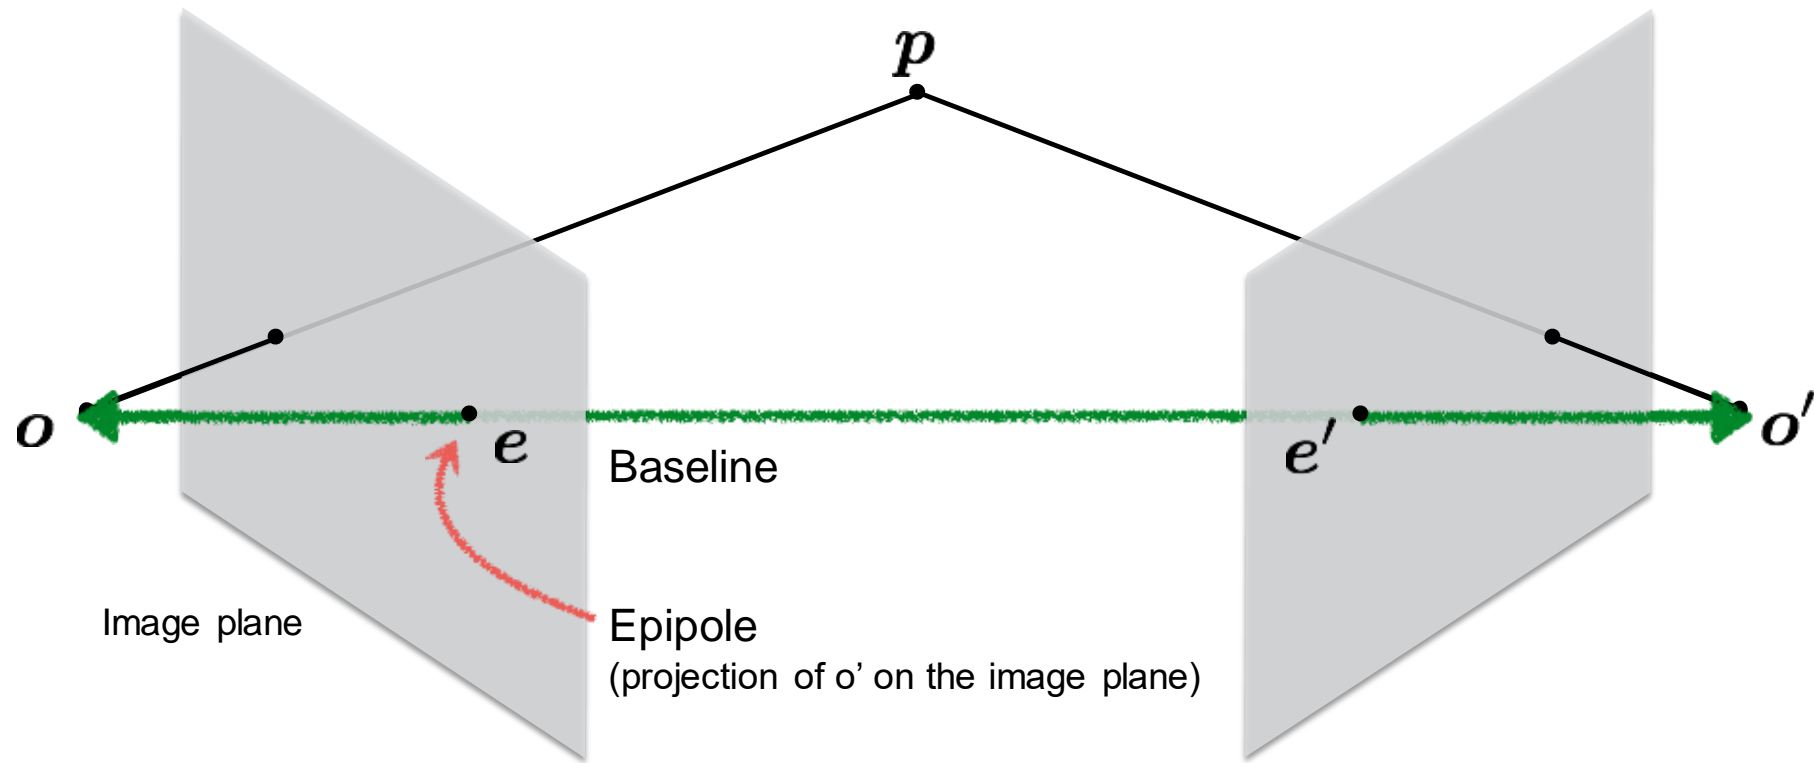 p
o
e
e′
o′
Baseline
Image plane
Epipole
(projection of o’ on the image plane)